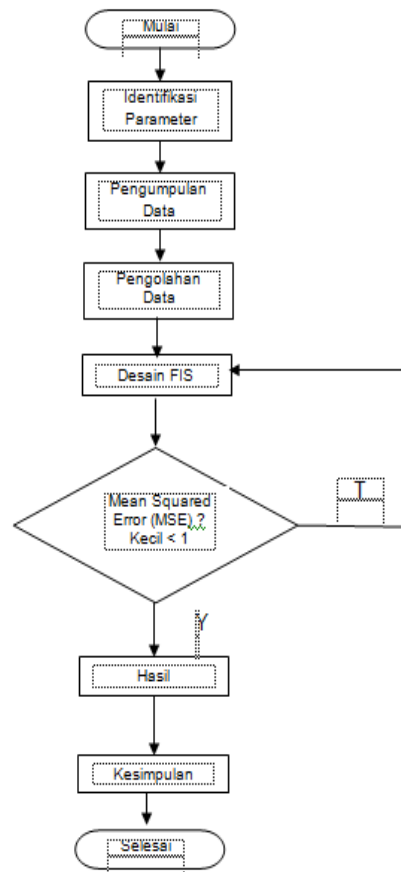 Mulai
Identifikasi
Parameter
Pengumpulan
Data
Pengolahan
Data
Desain FIS
Mean Squared
Error (MSE) ?
Kecil < 1
T
Y
Hasil
Kesimpulan
Selesai